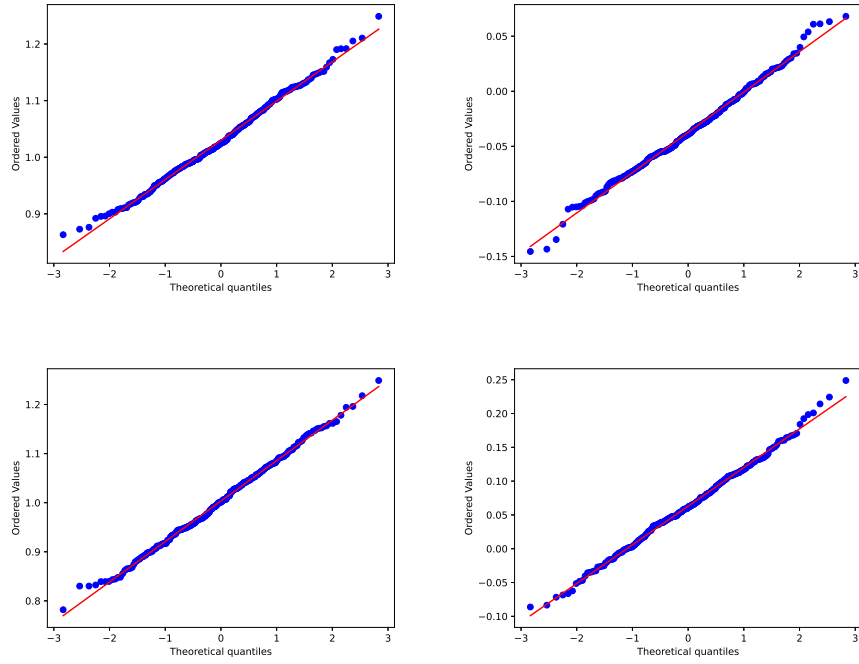 1.2
1.1
1.0
0.9
Ordered Values
−3 −2 −1 0 1 2 3
Theoretical quantiles
0.05
0.00
−0.05
−0.10
−0.15
Ordered Values
−3 −2 −1 0 1 2 3
Theoretical quantiles
1.2
1.1
1.0
0.9
0.8
Ordered Values
−3 −2 −1 0 1 2 3
Theoretical quantiles
0.25
0.20
0.15
0.10
0.05
0.00
−0.05
−0.10
Ordered Values
−3 −2 −1 0 1 2 3
Theoretical quantiles